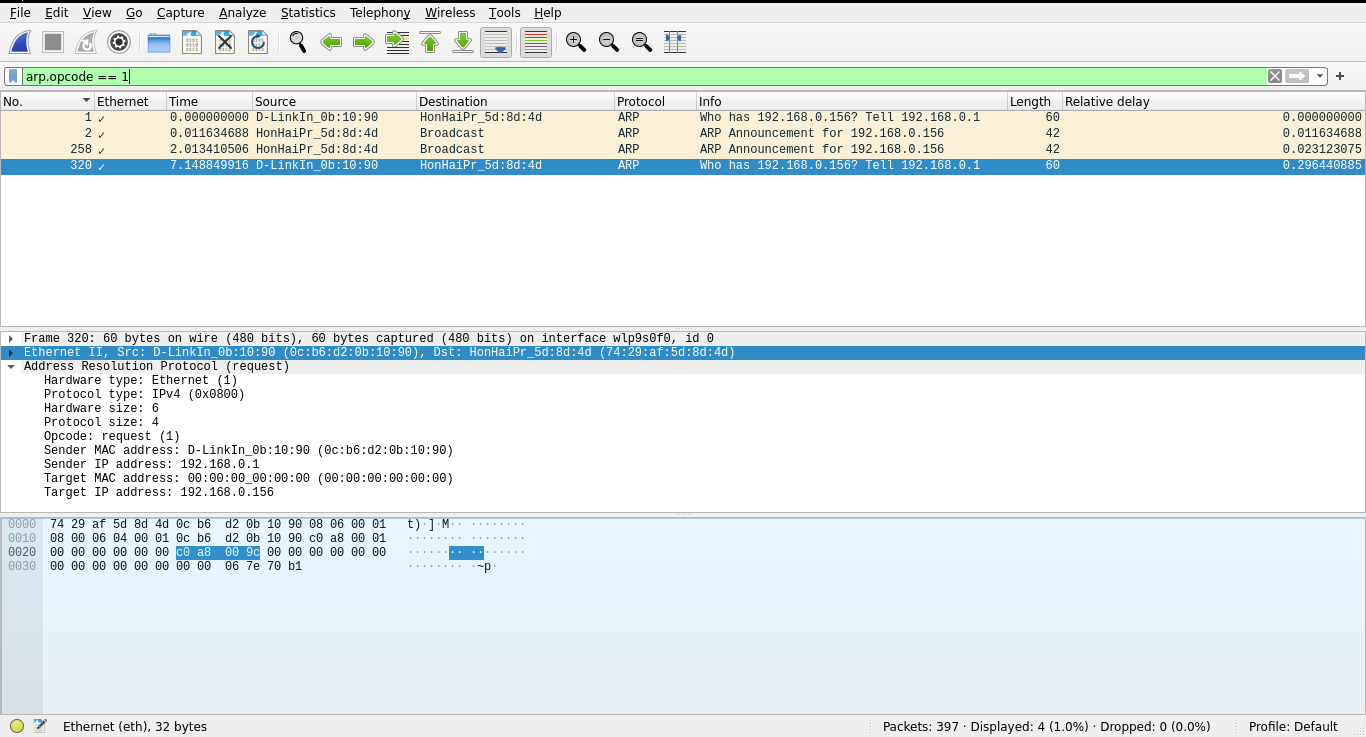 File Edit View Go Capture Analyze Statistics Telephony Wireless Tools Help
arp.opcode == 1
No. Ethernet Time Source Destination Protocol Info Length Relative delay
1 ✓ 0.000000000 D-LinkIn_0b:10:90 HonHaiPr_5d:8d:4d ARP Who has 192.168.0.156? Tell 192.168.0.1 60 0.000000000
2 ✓ 0.011634688 HonHaiPr_5d:8d:4d Broadcast ARP ARP Announcement for 192.168.0.156 42 0.011634688
258 ✓ 2.013410506 HonHaiPr_5d:8d:4d Broadcast ARP ARP Announcement for 192.168.0.156 42 0.023123075
320 ✓ 7.148849916 D-LinkIn_0b:10:90 HonHaiPr_5d:8d:4d ARP Who has 192.168.0.156? Tell 192.168.0.1 60 0.296440885
Frame 320: 60 bytes on wire (480 bits), 60 bytes captured (480 bits) on interface wlp9s0f0, id 0
Ethernet II, Src: D-LinkIn_0b:10:90 (0c:b6:d2:0b:10:90), Dst: HonHaiPr_5d:8d:4d (74:29:af:5d:8d:4d)
Address Resolution Protocol (request)
Hardware type: Ethernet (1)
Protocol type: IPv4 (0x0800)
Hardware size: 6
Protocol size: 4
Opcode: request (1)
Sender MAC address: D-LinkIn_0b:10:90 (0c:b6:d2:0b:10:90)
Sender IP address: 192.168.0.1
Target MAC address: 00:00:00_00:00:00 (00:00:00:00:00:00)
Target IP address: 192.168.0.156
0000 74 29 af 5d 8d 4d 0c b6 d2 0b 10 90 08 06 00 01 t)·]·M·· ········
0010 08 00 06 04 00 01 0c b6 d2 0b 10 90 c0 a8 00 01 ········ ········
0020 00 00 00 00 00 00 c0 a8 00 9c 00 00 00 00 00 00 ········ ········
0030 00 00 00 00 00 00 00 00 06 7e 70 b1 ········ ·~p·
Ethernet (eth), 32 bytes
Packets: 397 · Displayed: 4 (1.0%) · Dropped: 0 (0.0%)
Profile: Default